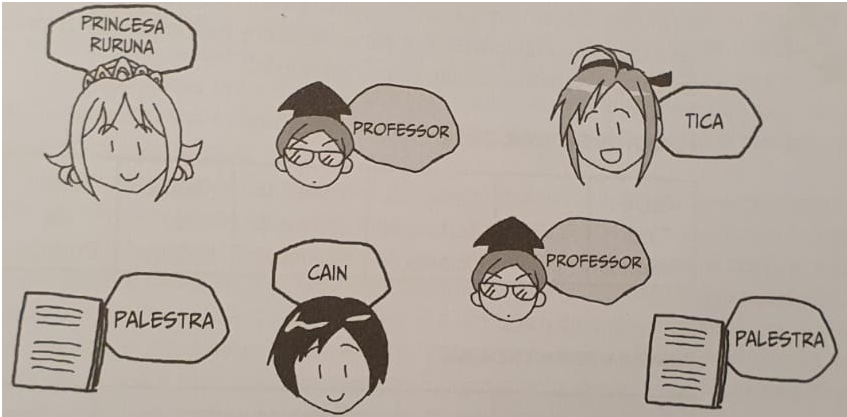 PRINCESA
RURUNA
PROFESSOR
TICA
PALESTRA
CAIN
PROFESSOR
PALESTRA